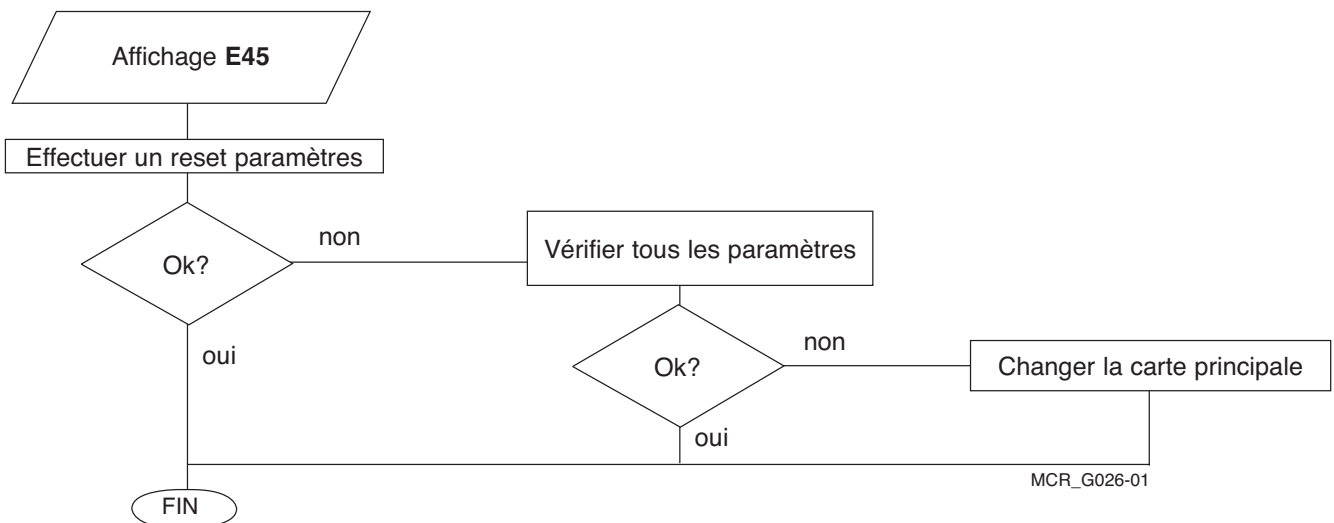 Affichage E45
Effectuer un reset paramètres
Ok?
non
Vérifier tous les paramètres
oui
Ok?
non
Changer la carte principale
oui
MCR_G026-01
FIN